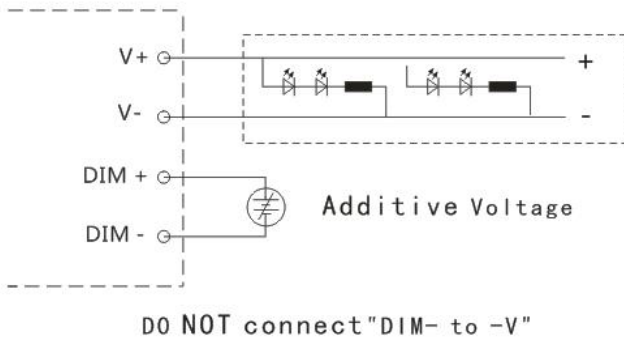 V+
+
V-
-
DIM +
Additive Voltage
DIM -
DO NOT connect"DIM- to -V"